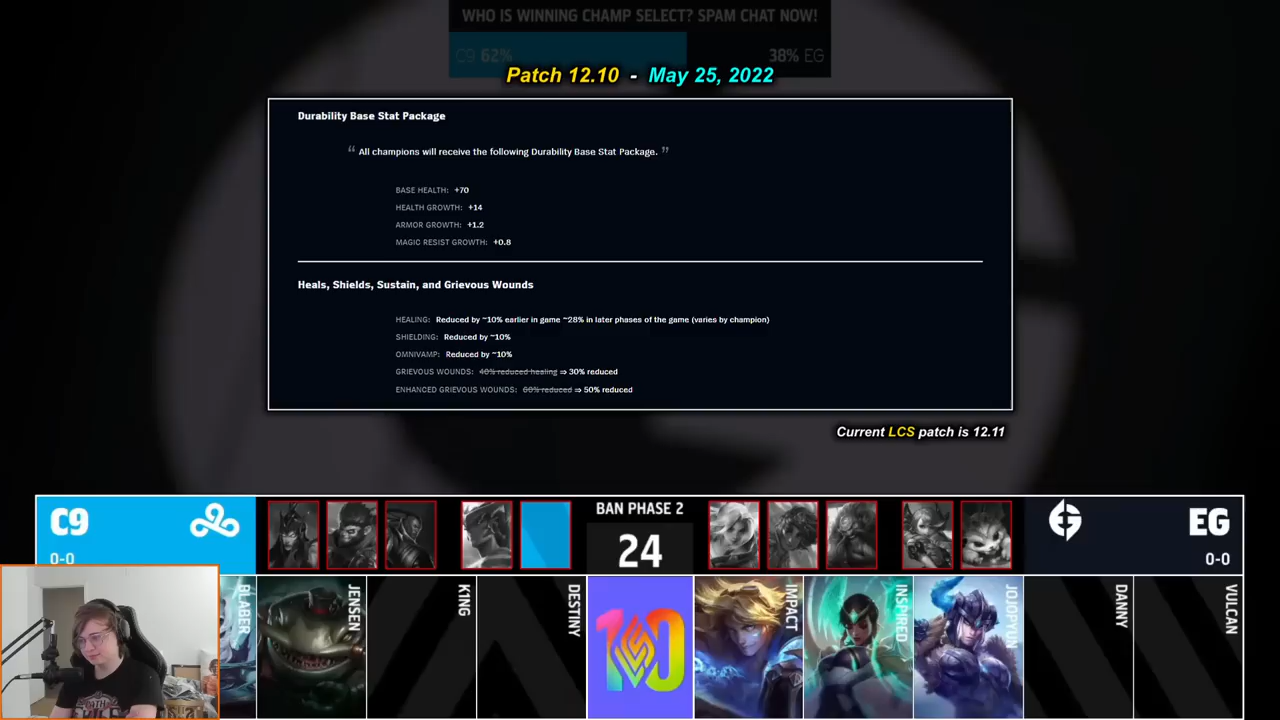 WHO IS WINNING CHAMP SELECT? SPAM CHAT NOW!
C9 62%
38% EG
Patch 12.10 - May 25, 2022
Durability Base Stat Package
“ All champions will receive the following Durability Base Stat Package. ”
BASE HEALTH: +70
HEALTH GROWTH: +14
ARMOR GROWTH: +1.2
MAGIC RESIST GROWTH: +0.8
Heals, Shields, Sustain, and Grievous Wounds
HEALING: Reduced by ~10% earlier in game ~28% in later phases of the game (varies by champion)
SHIELDING: Reduced by ~10%
OMNIVAMP: Reduced by ~10%
GRIEVOUS WOUNDS: 40% reduced healing ⇒ 30% reduced
ENHANCED GRIEVOUS WOUNDS: 60% reduced ⇒ 50% reduced
Current LCS patch is 12.11
C9
0-0
BAN PHASE 2
24
EG
0-0
BLABER
JENSEN
K1NG
DESTINY
10
IMPACT
INSPIRED
JOJOPYUN
DANNY
VULCAN